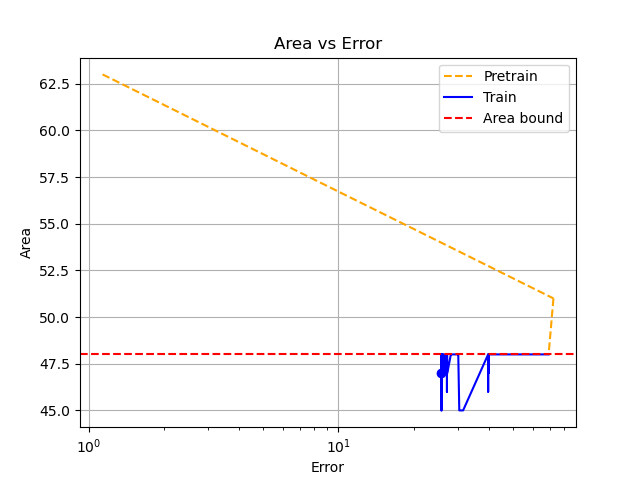 Area vs Error
Pretrain
Train
Area bound
62.5
60.0
57.5
55.0
52.5
50.0
47.5
45.0
Area
10⁰
10¹
Error